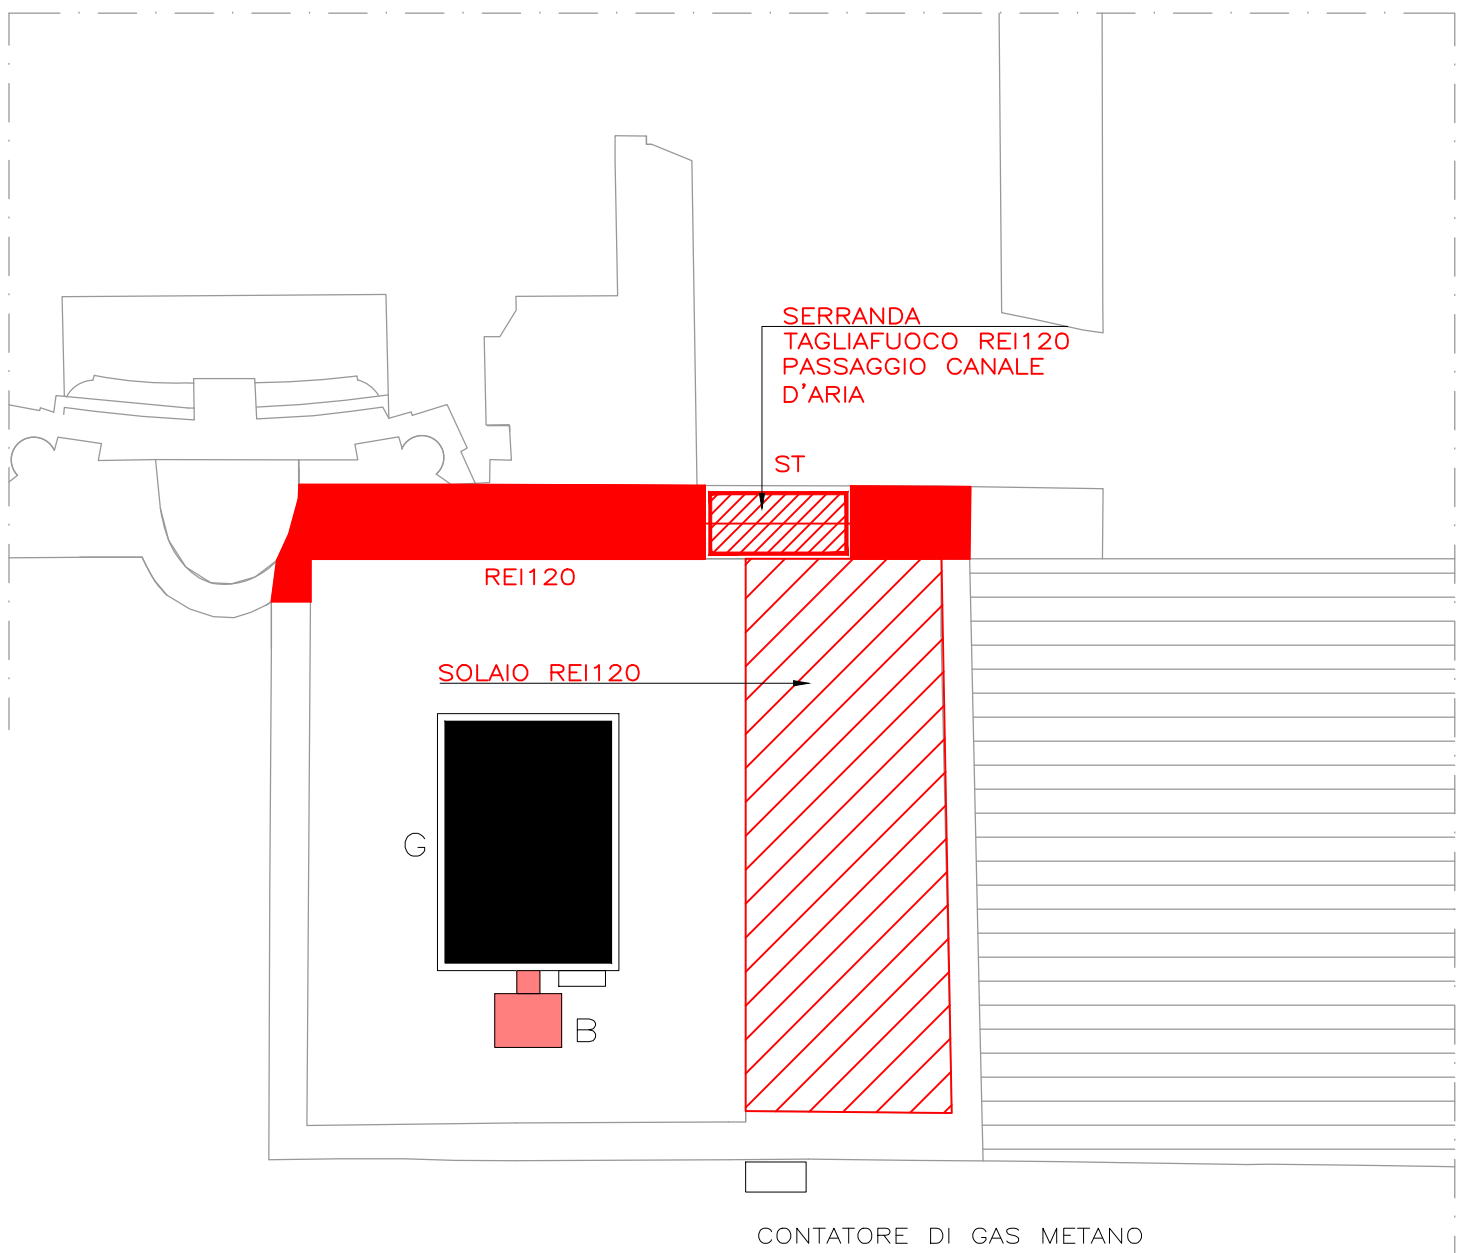 SERRANDA
TAGLIAFUOCO REI120
PASSAGGIO CANALE
D'ARIA
ST
REI120
SOLAIO REI120
G
B
CONTATORE DI GAS METANO